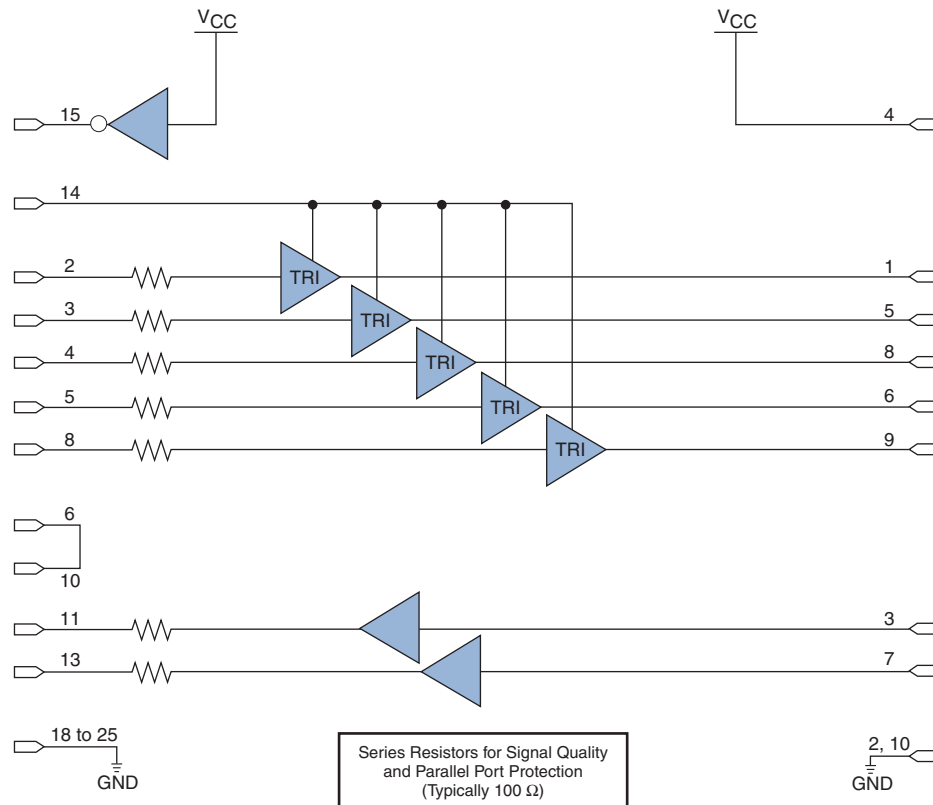 VCC VCC
15 4
14
2 TRI 1
3 TRI 5
4 TRI 8
5 TRI 6
8 TRI 9
6
10
11 3
13 7
18 to 25 2, 10
GND GND
Series Resistors for Signal Quality
and Parallel Port Protection
(Typically 100 Ω)